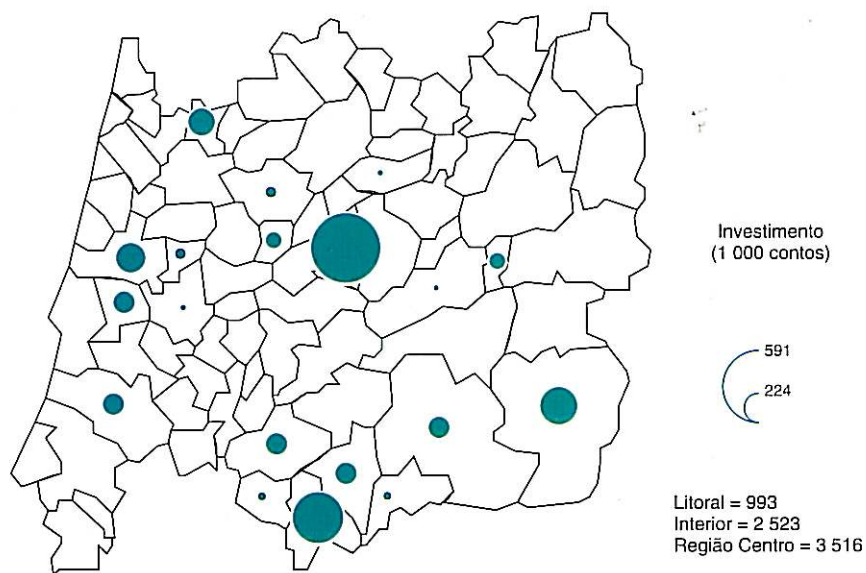 Investimento
(1 000 contos)
591
224
Litoral = 993
Interior = 2 523
Região Centro = 3 516